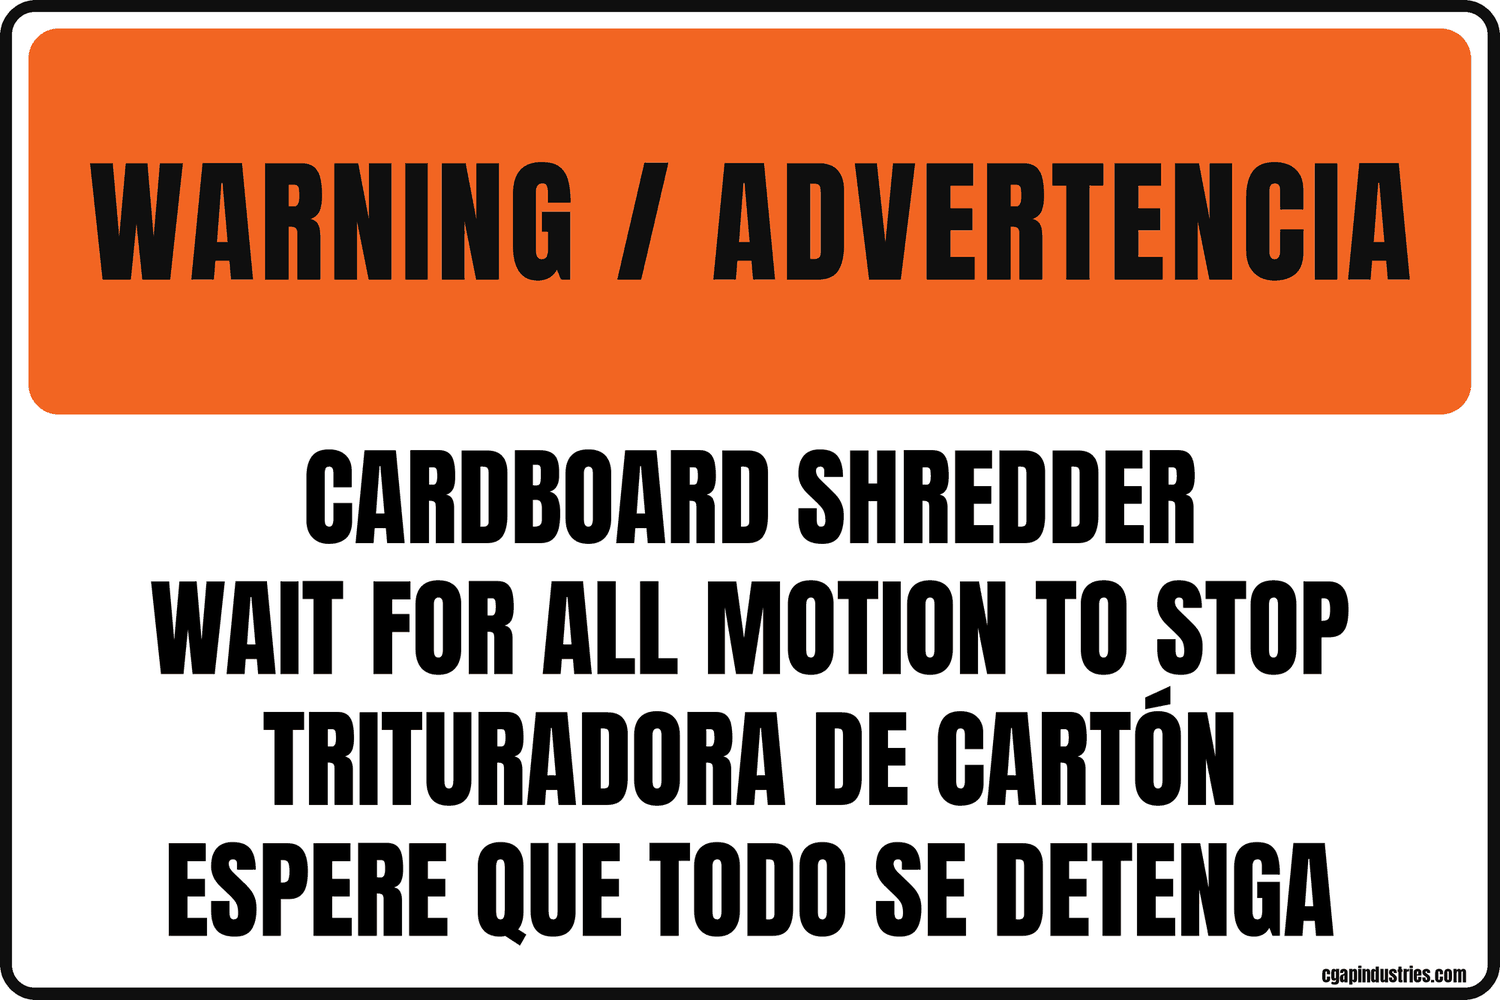 WARNING / ADVERTENCIA
CARDBOARD SHREDDER
WAIT FOR ALL MOTION TO STOP
TRITURADORA DE CARTÓN
ESPERE QUE TODO SE DETENGA
cgapindustries.com